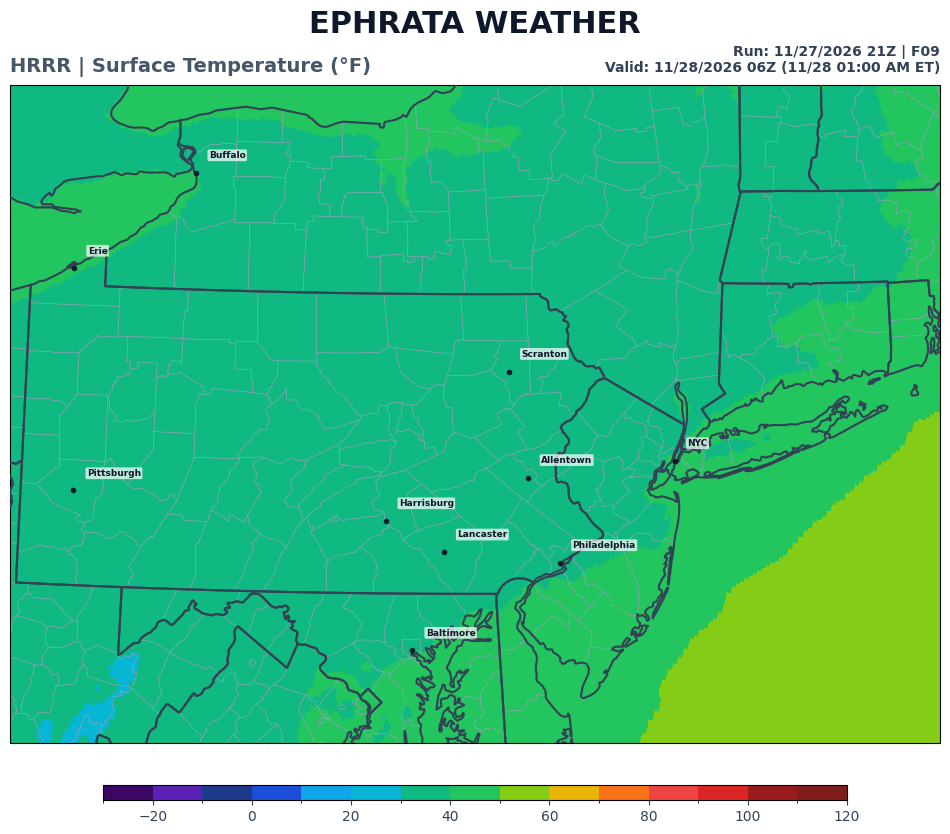 EPHRATA WEATHER
HRRR | Surface Temperature (°F)
Run: 11/27/2026 21Z | F09
Valid: 11/28/2026 06Z (11/28 01:00 AM ET)
Buffalo
Erie
Scranton
NYC
Allentown
Pittsburgh
Harrisburg
Lancaster
Philadelphia
Baltimore
−20 0 20 40 60 80 100 120